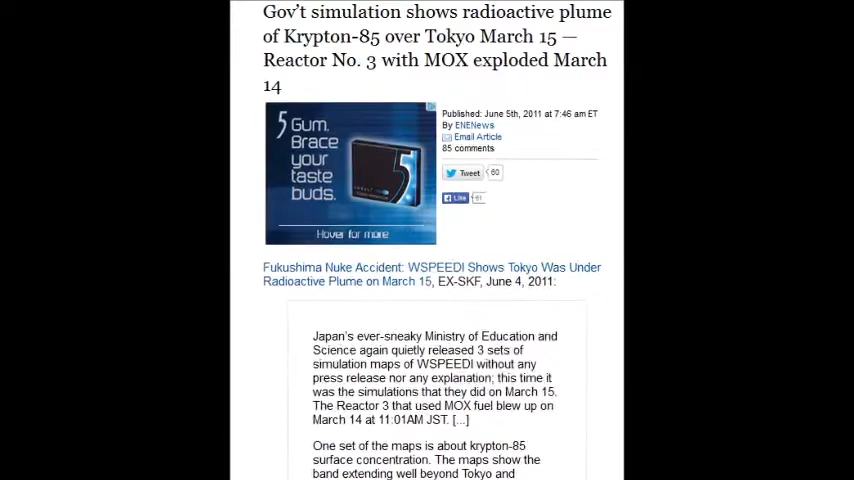 Gov't simulation shows radioactive plume
of Krypton-85 over Tokyo March 15 —
Reactor No. 3 with MOX exploded March
14
5 Gum.
Brace
your
taste
buds.
5
Hover for more
Published: June 5th, 2011 at 7:46 am ET
By ENENews
Email Article
85 comments
Tweet 60
Like 61
Fukushima Nuke Accident: WSPEEDI Shows Tokyo Was Under
Radioactive Plume on March 15, EX-SKF, June 4, 2011:
Japan's ever-sneaky Ministry of Education and
Science again quietly released 3 sets of
simulation maps of WSPEEDI without any
press release nor any explanation; this time it
was the simulations that they did on March 15.
The Reactor 3 that used MOX fuel blew up on
March 14 at 11:01AM JST. [...]
One set of the maps is about krypton-85
surface concentration. The maps show the
band extending well beyond Tokyo and